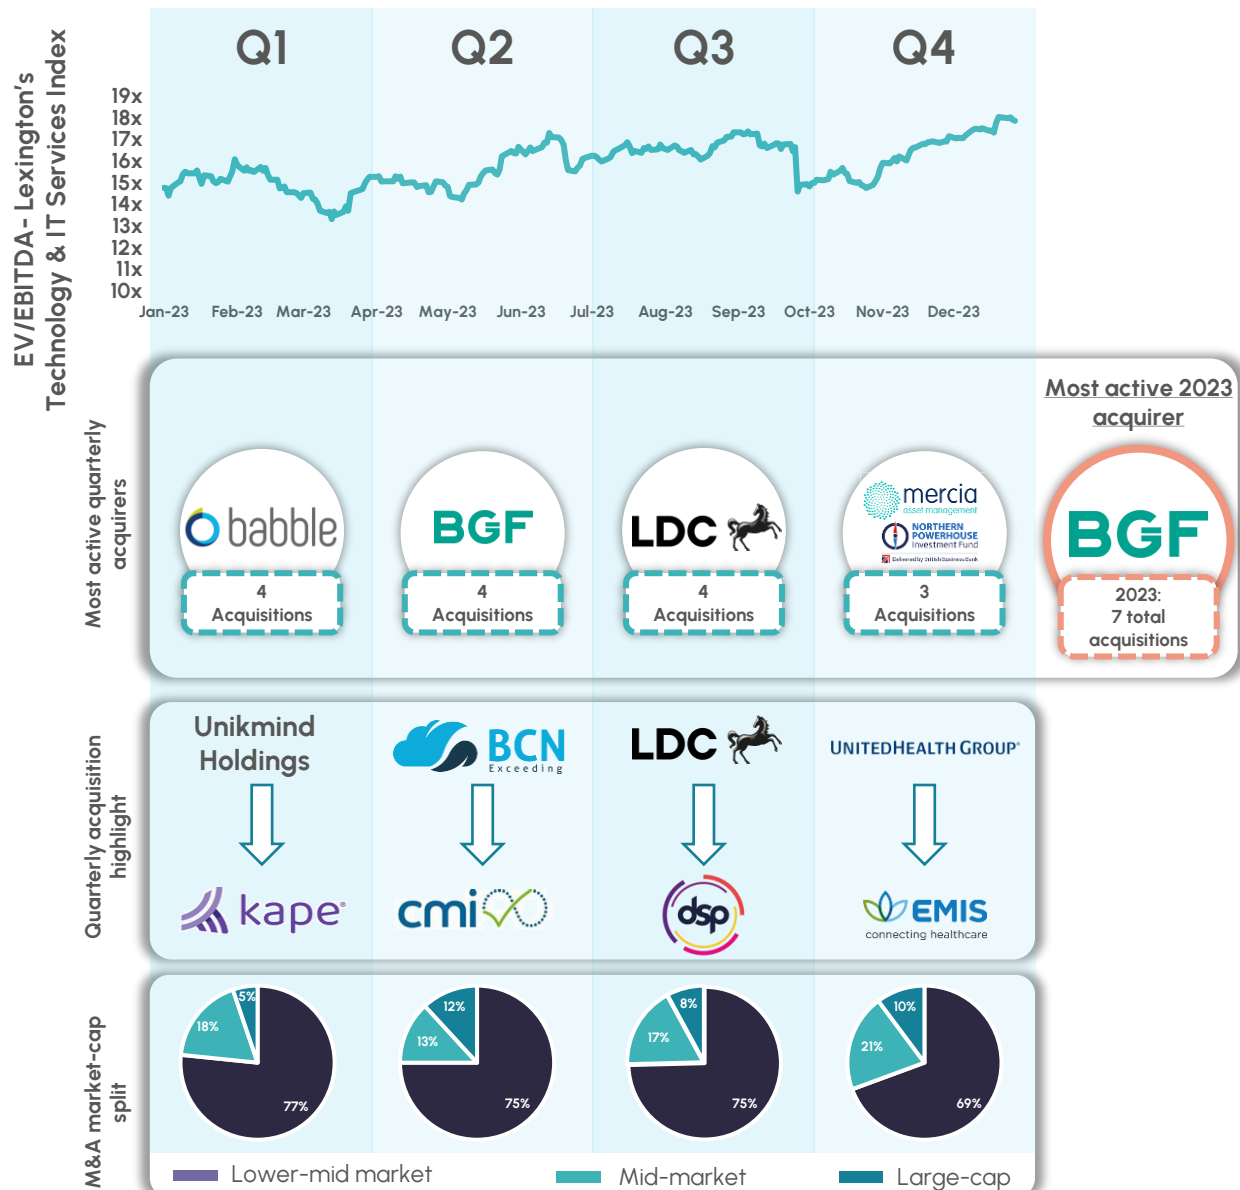 Q1
Q2
Q3
Q4
EV/EBITDA- Lexington's
Technology & IT Services Index
19x
18x
17x
16x
15x
14x
13x
12x
11x
10x
Jan-23
Feb-23
Mar-23
Apr-23
May-23
Jun-23
Jul-23
Aug-23
Sep-23
Oct-23
Nov-23
Dec-23
Most active quarterly
acquirers
babble
4
Acquisitions
BGF
4
Acquisitions
LDC
4
Acquisitions
mercia
asset management
NORTHERN
POWERHOUSE
Investment Fund
Delivered by British Business Bank
3
Acquisitions
Most active 2023
acquirer
BGF
2023:
7 total
acquisitions
Quarterly acquisition
highlight
Unikmind
Holdings
kape
BCN
Exceeding
cmi
LDC
dsp
UNITEDHEALTH GROUP®
EMIS
connecting healthcare
M&A market-cap
split
5%
18%
77%
12%
13%
75%
8%
17%
75%
10%
21%
69%
Lower-mid market
Mid-market
Large-cap